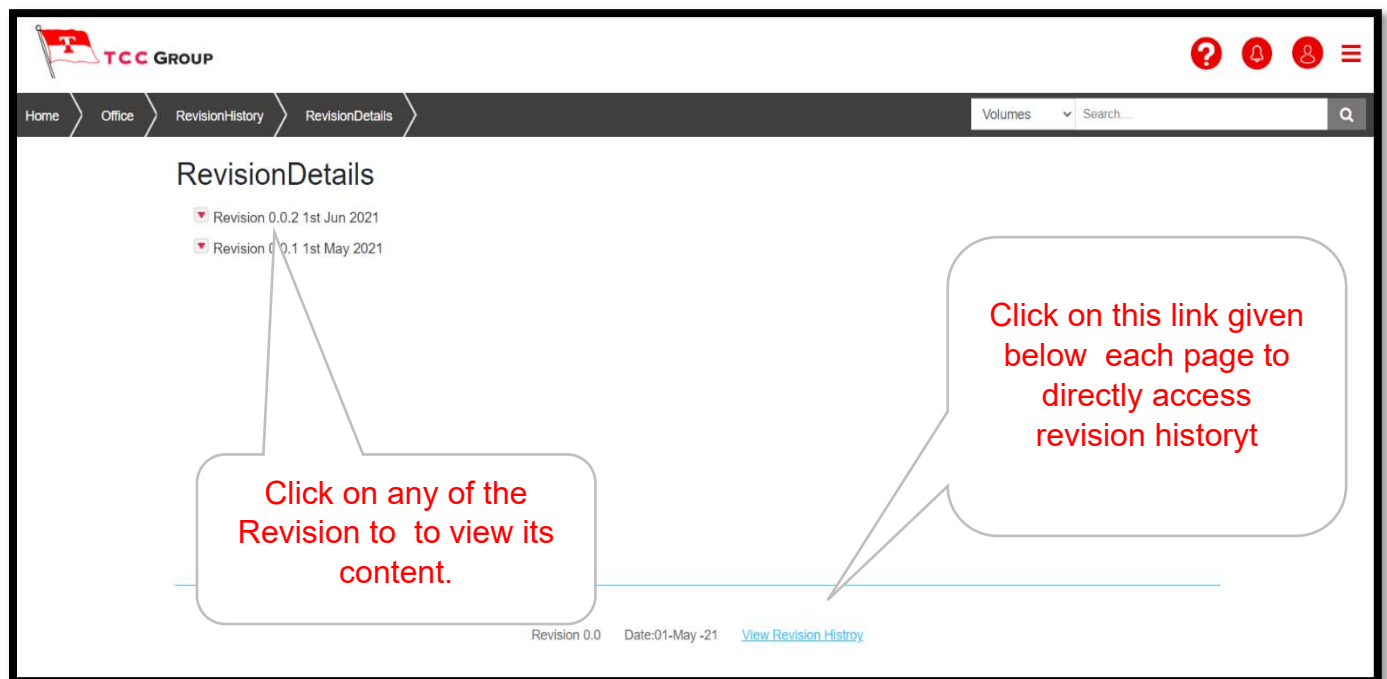 T
TCC GROUP
Home Office RevisionHistory RevisionDetails Volumes Search....
RevisionDetails
Revision 0.0.2 1st Jun 2021
Revision 0.0.1 1st May 2021
Click on this link given
below each page to
directly access
revision historyt
Click on any of the
Revision to to view its
content.
Revision 0.0 Date:01-May -21 View Revision Histroy